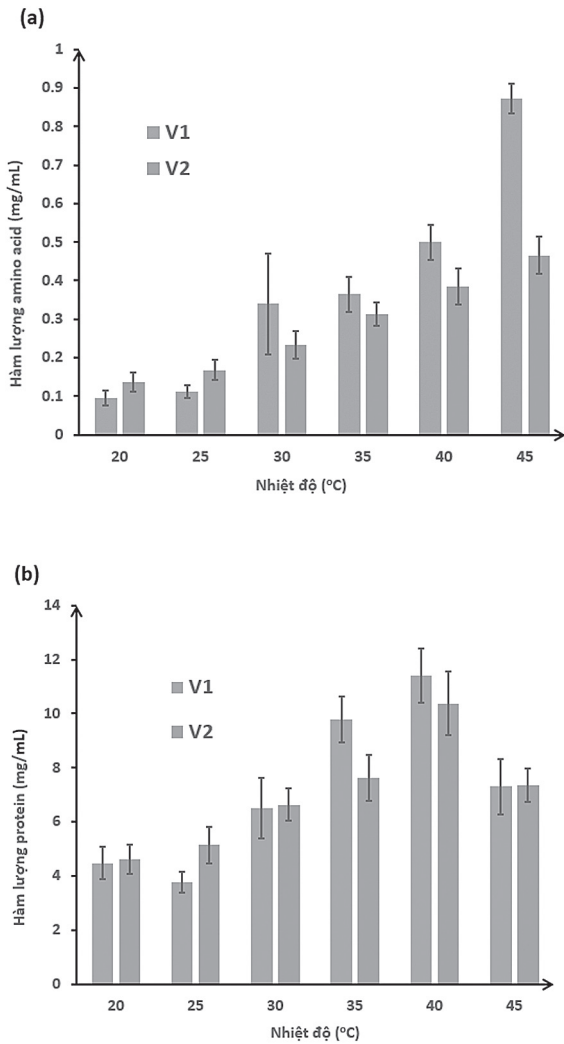 (a)
Hàm lượng amino acid (mg/mL)
1
0.9
0.8
0.7
0.6
0.5
0.4
0.3
0.2
0.1
0
V1
V2
20 25 30 35 40 45
Nhiệt độ (ºC)
(b)
Hàm lượng protein (mg/mL)
14
12
10
8
6
4
2
0
V1
V2
20 25 30 35 40 45
Nhiệt độ (ºC)